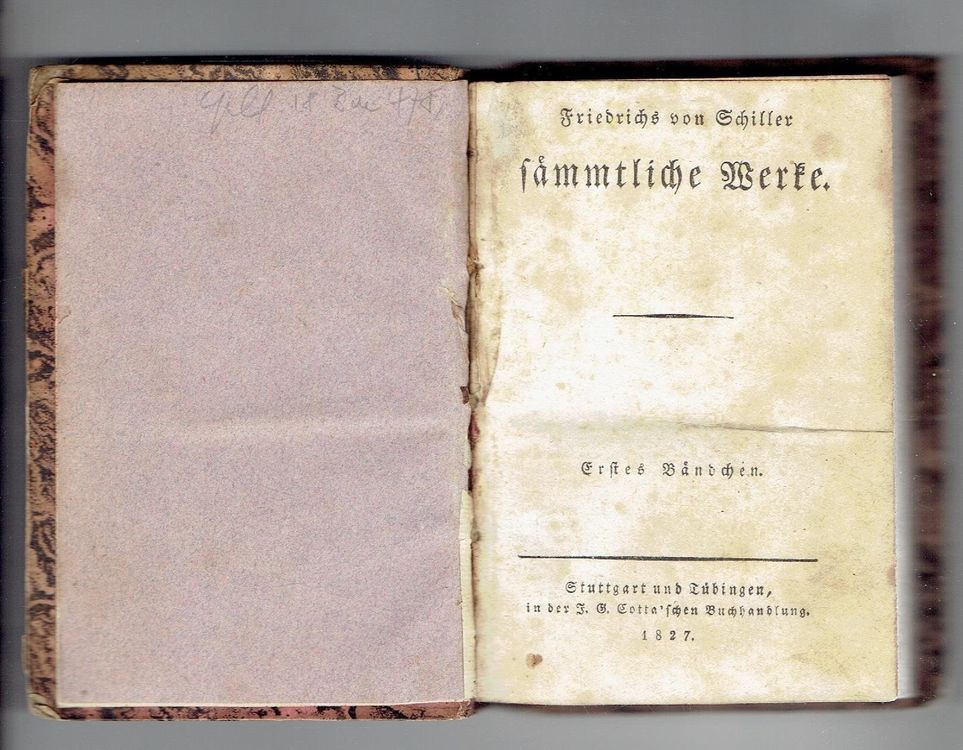 Friedrichs von Schiller
sämmtliche Werke.
Erstes Bändchen.
Stuttgart und Tübingen,
in der J. G. Cotta'schen Buchhandlung.
1827.